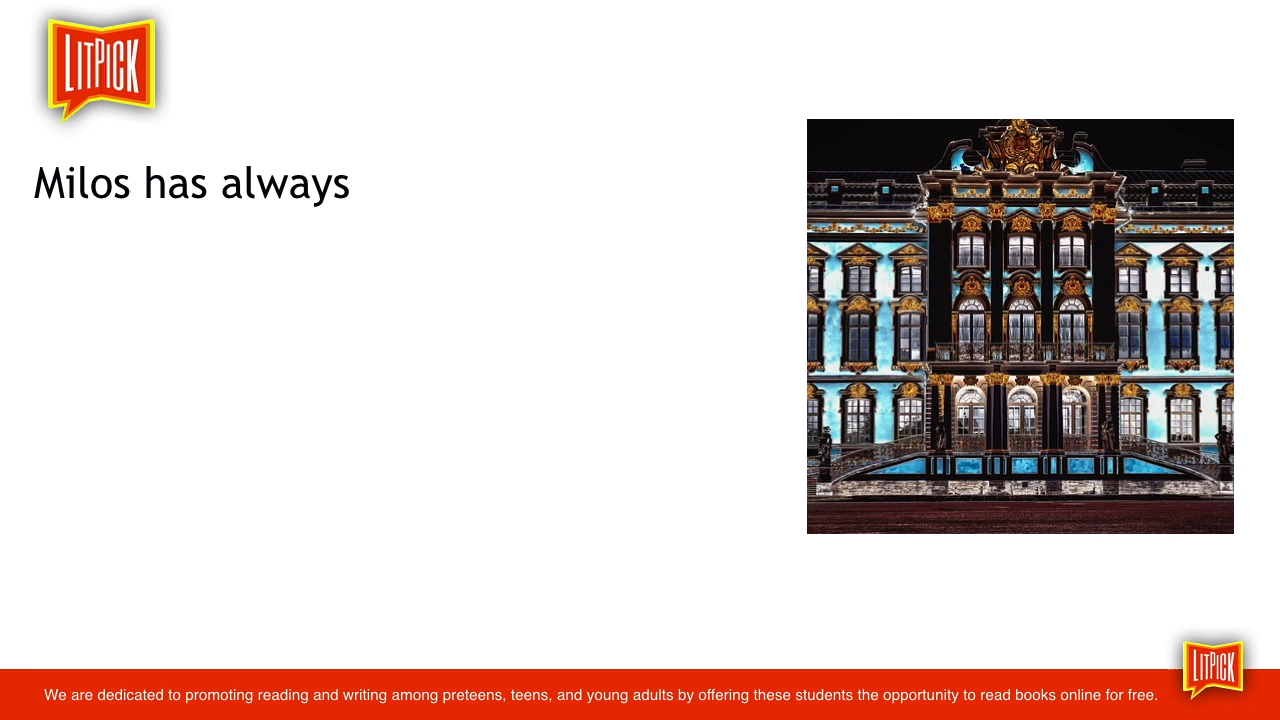 LITPICK
Milos has always
LITPICK
We are dedicated to promoting reading and writing among preteens, teens, and young adults by offering these students the opportunity to read books online for free.